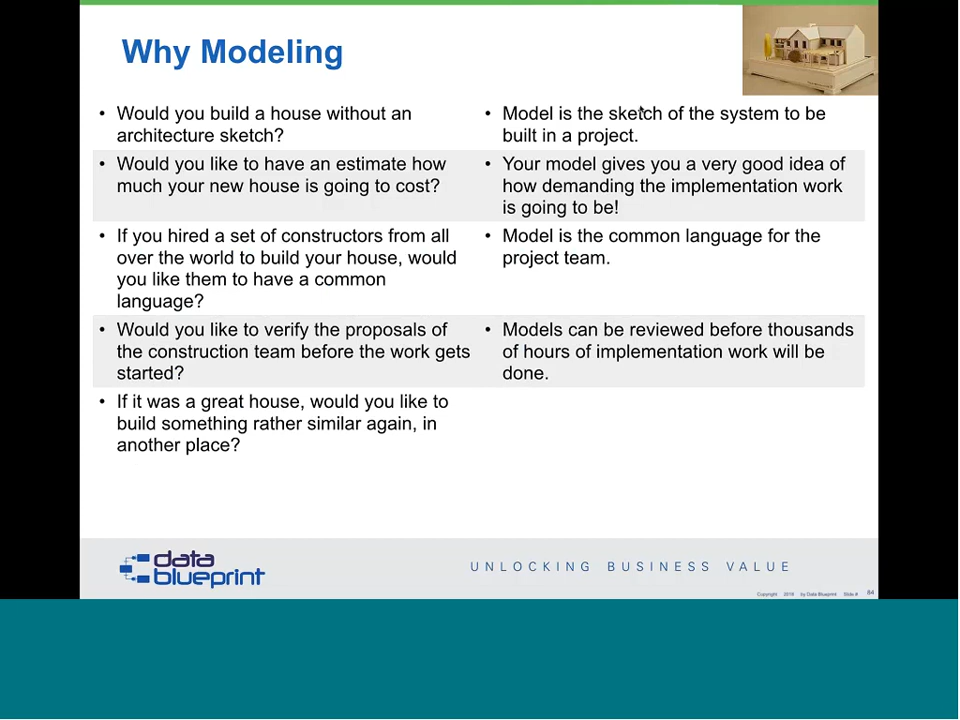 Why Modeling
• Would you build a house without an
architecture sketch?
• Model is the sketch of the system to be
built in a project.
• Would you like to have an estimate how
much your new house is going to cost?
• Your model gives you a very good idea of
how demanding the implementation work
is going to be!
• If you hired a set of constructors from all
over the world to build your house, would
you like them to have a common
language?
• Model is the common language for the
project team.
• Would you like to verify the proposals of
the construction team before the work gets
started?
• Models can be reviewed before thousands
of hours of implementation work will be
done.
• If it was a great house, would you like to
build something rather similar again, in
another place?
data
blueprint
UNLOCKING BUSINESS VALUE
Copyright 2019 by Data Blueprint Slide # 64